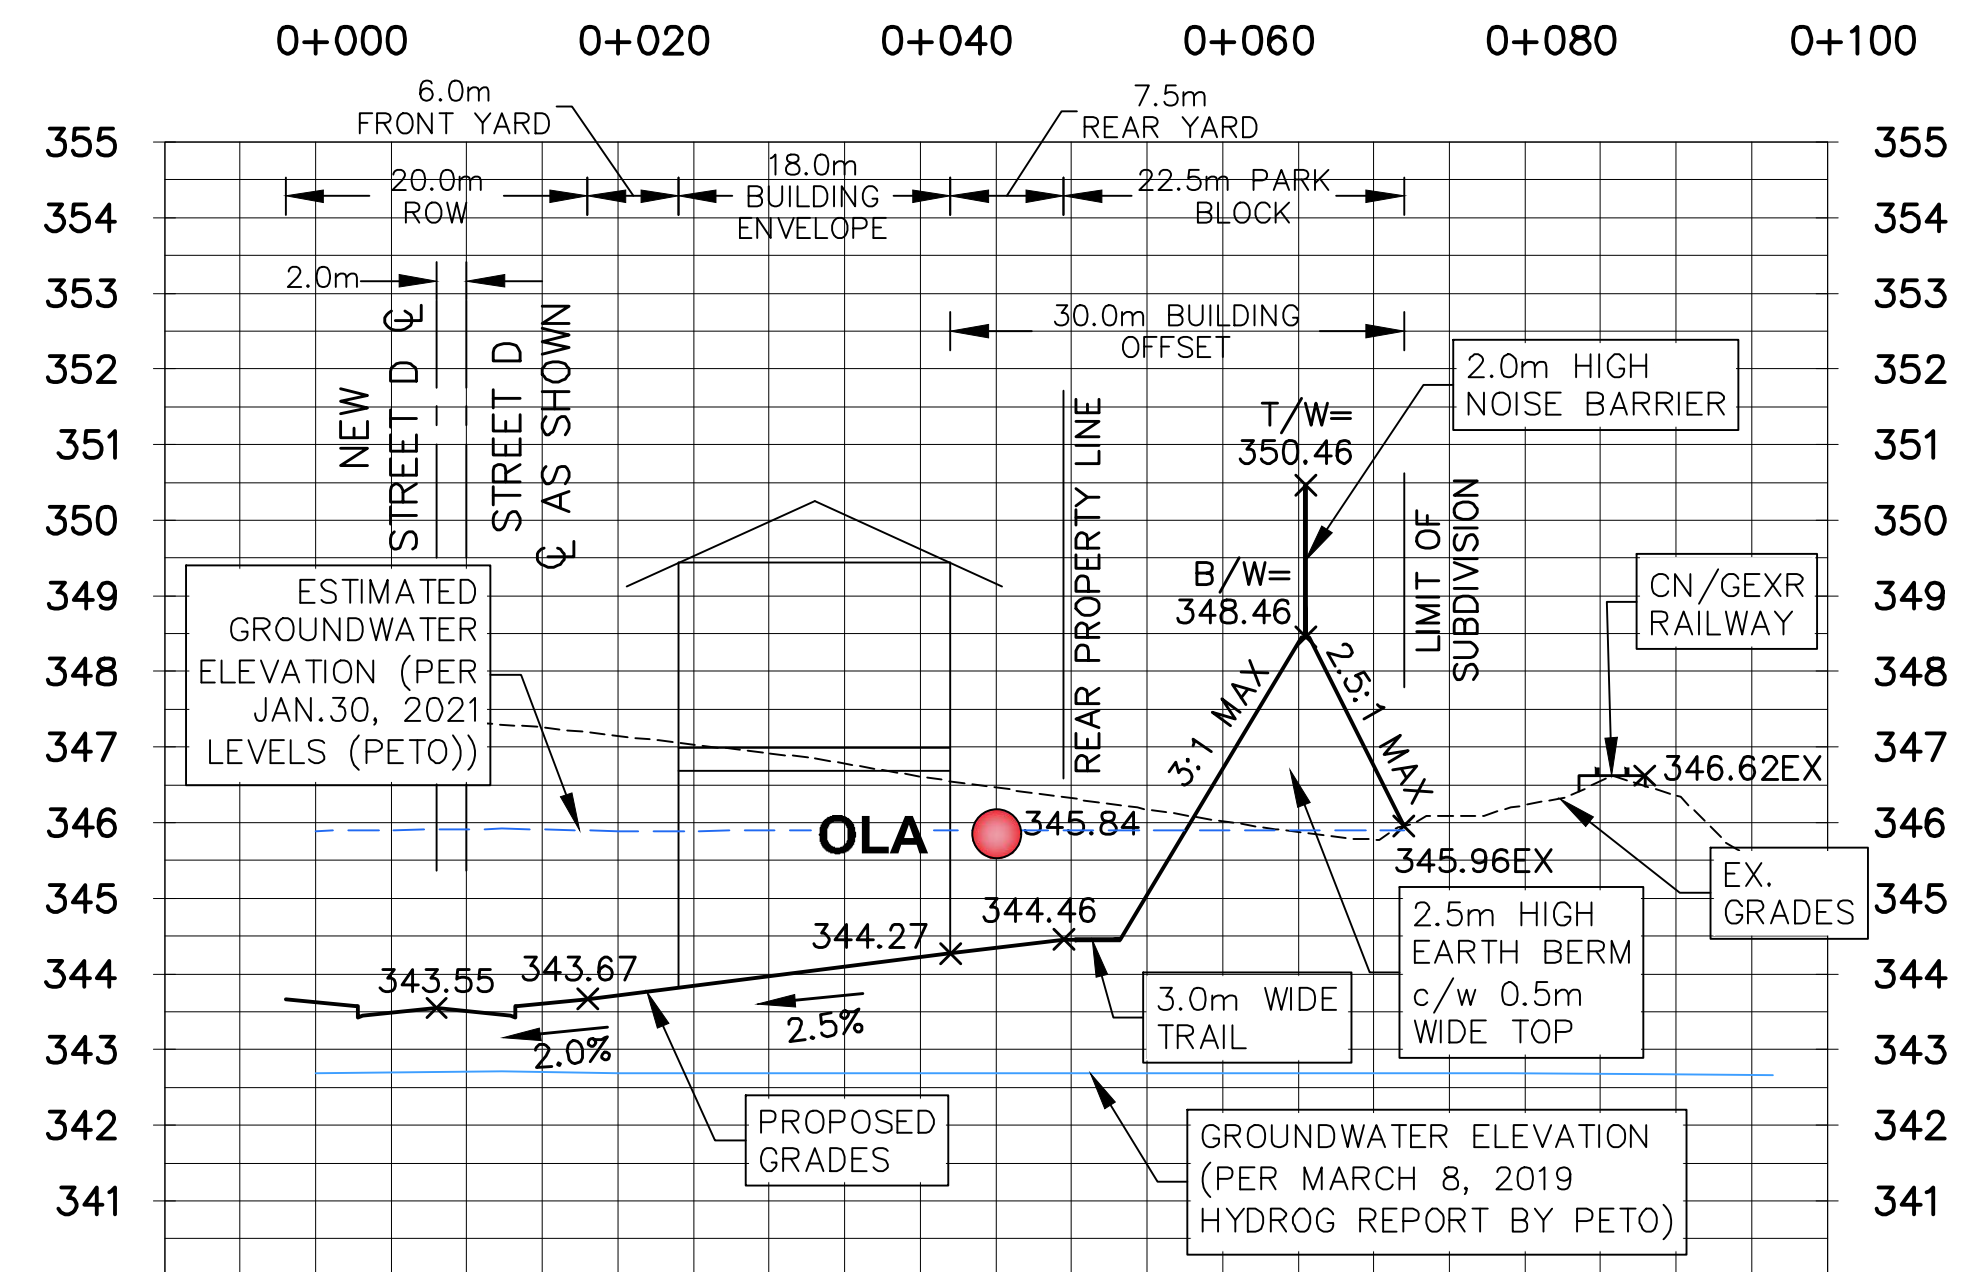 0+000 0+020 0+040 0+060 0+080 0+100
6.0m
FRONT YARD
7.5m
REAR YARD
355 355
20.0m
ROW
18.0m
BUILDING
ENVELOPE
22.5m PARK
BLOCK
354 354
2.0m
353 353
NEW
STREET D ℄
STREET D
℄ AS SHOWN
30.0m BUILDING
OFFSET
352 352
2.0m HIGH
NOISE BARRIER
REAR PROPERTY LINE
T/W=
350.46
351 351
LIMIT OF
SUBDIVISION
350 350
B/W=
348.46
349 349
ESTIMATED
GROUNDWATER
ELEVATION (PER
JAN.30, 2021
LEVELS (PETO))
CN/GEXR
RAILWAY
348 348
3:1 MAX
2.5:1 MAX
347 347
346.62EX
346 346
OLA
345.84
345.96EX
EX.
GRADES
345 345
2.5m HIGH
EARTH BERM
c/w 0.5m
WIDE TOP
344.27
344.46
344 344
343.55
343.67
3.0m WIDE
TRAIL
2.5%
2.0%
343 343
342 342
PROPOSED
GRADES
GROUNDWATER ELEVATION
(PER MARCH 8, 2019
HYDROG REPORT BY PETO)
341 341